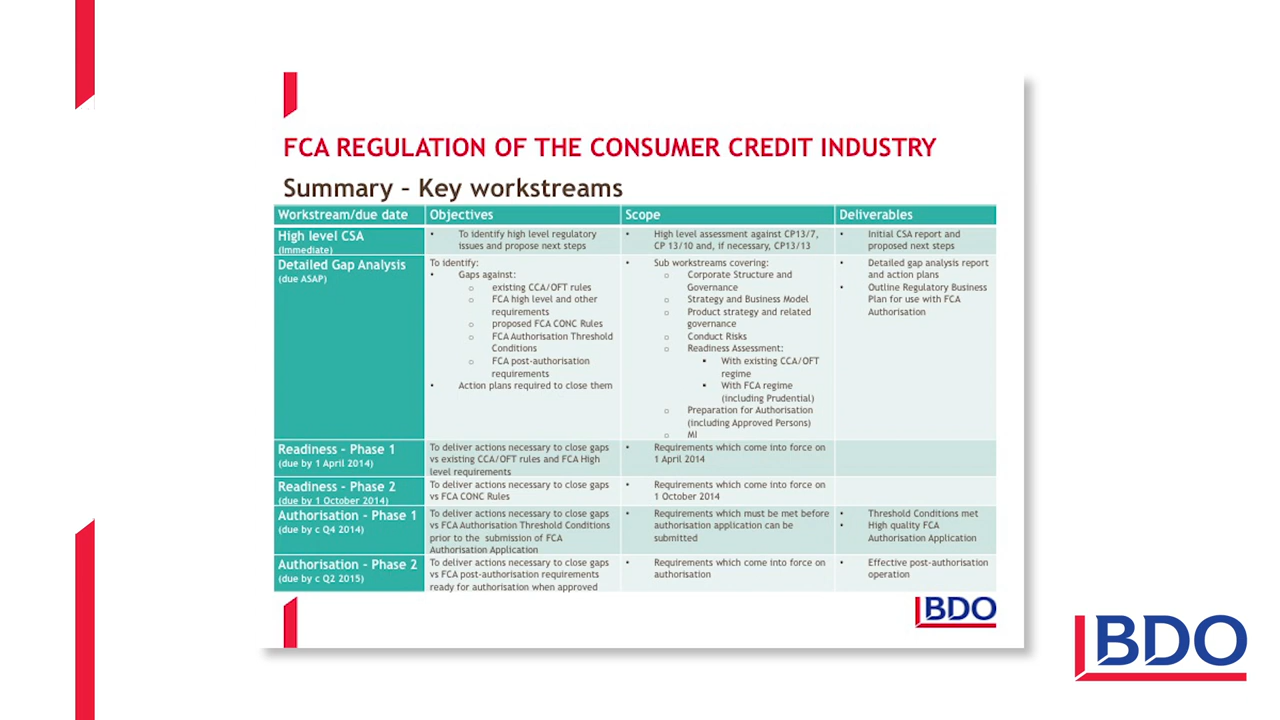 FCA REGULATION OF THE CONSUMER CREDIT INDUSTRY
Summary – Key workstreams
Workstream/due date
Objectives
Scope
Deliverables
High level CSA
(Immediate)
• To identify high level regulatory
issues and propose next steps
• High level assessment against CP13/7,
CP 13/10 and, if necessary, CP13/13
• Initial CSA report and
proposed next steps
Detailed Gap Analysis
(due ASAP)
To identify:
• Gaps against:
o existing CCA/OFT rules
o FCA high level and other
requirements
o proposed FCA CONC Rules
o FCA Authorisation Threshold
Conditions
o FCA post-authorisation
requirements
• Action plans required to close them
• Sub workstreams covering:
o Corporate Structure and
Governance
o Strategy and Business Model
o Product strategy and related
governance
o Conduct Risks
o Readiness Assessment:
▪ With existing CCA/OFT
regime
▪ With FCA regime
(including Prudential)
o Preparation for Authorisation
(including Approved Persons)
o MI
• Detailed gap analysis report
and action plans
• Outline Regulatory Business
Plan for use with FCA
Authorisation
Readiness – Phase 1
(due by 1 April 2014)
To deliver actions necessary to close gaps
vs existing CCA/OFT rules and FCA High
level requirements
• Requirements which come into force on
1 April 2014
Readiness – Phase 2
(due by 1 October 2014)
To deliver actions necessary to close gaps
vs FCA CONC Rules
• Requirements which come into force on
1 October 2014
Authorisation – Phase 1
(due by c Q4 2014)
To deliver actions necessary to close gaps
vs FCA Authorisation Threshold Conditions
prior to the submission of FCA
Authorisation Application
• Requirements which must be met before
authorisation application can be
submitted
• Threshold Conditions met
• High quality FCA
Authorisation Application
Authorisation – Phase 2
(due by c Q2 2015)
To deliver actions necessary to close gaps
vs FCA post-authorisation requirements
ready for authorisation when approved
• Requirements which come into force on
authorisation
• Effective post-authorisation
operation
BDO
BDO